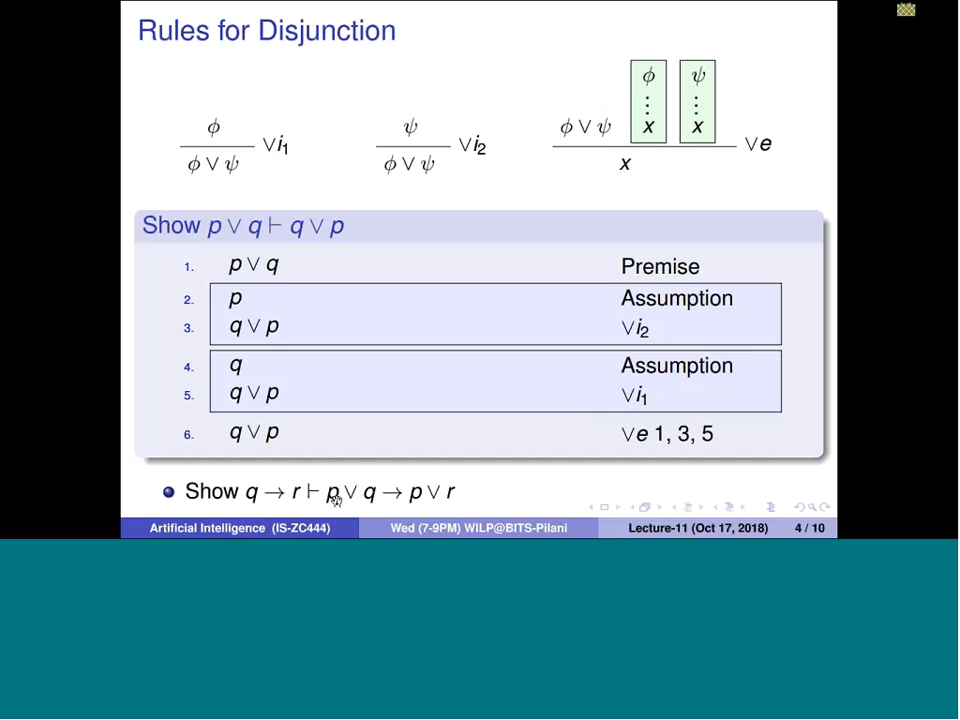 Rules for Disjunction
ϕ
ϕ ∨ ψ
∨i₁
ψ
ϕ ∨ ψ
∨i₂
ϕ ∨ ψ
ϕ
⋮
x
ψ
⋮
x
x
∨e
Show p ∨ q ⊢ q ∨ p
1. p ∨ q Premise
2. p Assumption
3. q ∨ p ∨i₂
4. q Assumption
5. q ∨ p ∨i₁
6. q ∨ p ∨e 1, 3, 5
Show q → r ⊢ p ∨ q → p ∨ r
Artificial Intelligence (IS-ZC444) Wed (7-9PM) WILP@BITS-Pilani Lecture-11 (Oct 17, 2018) 4 / 10